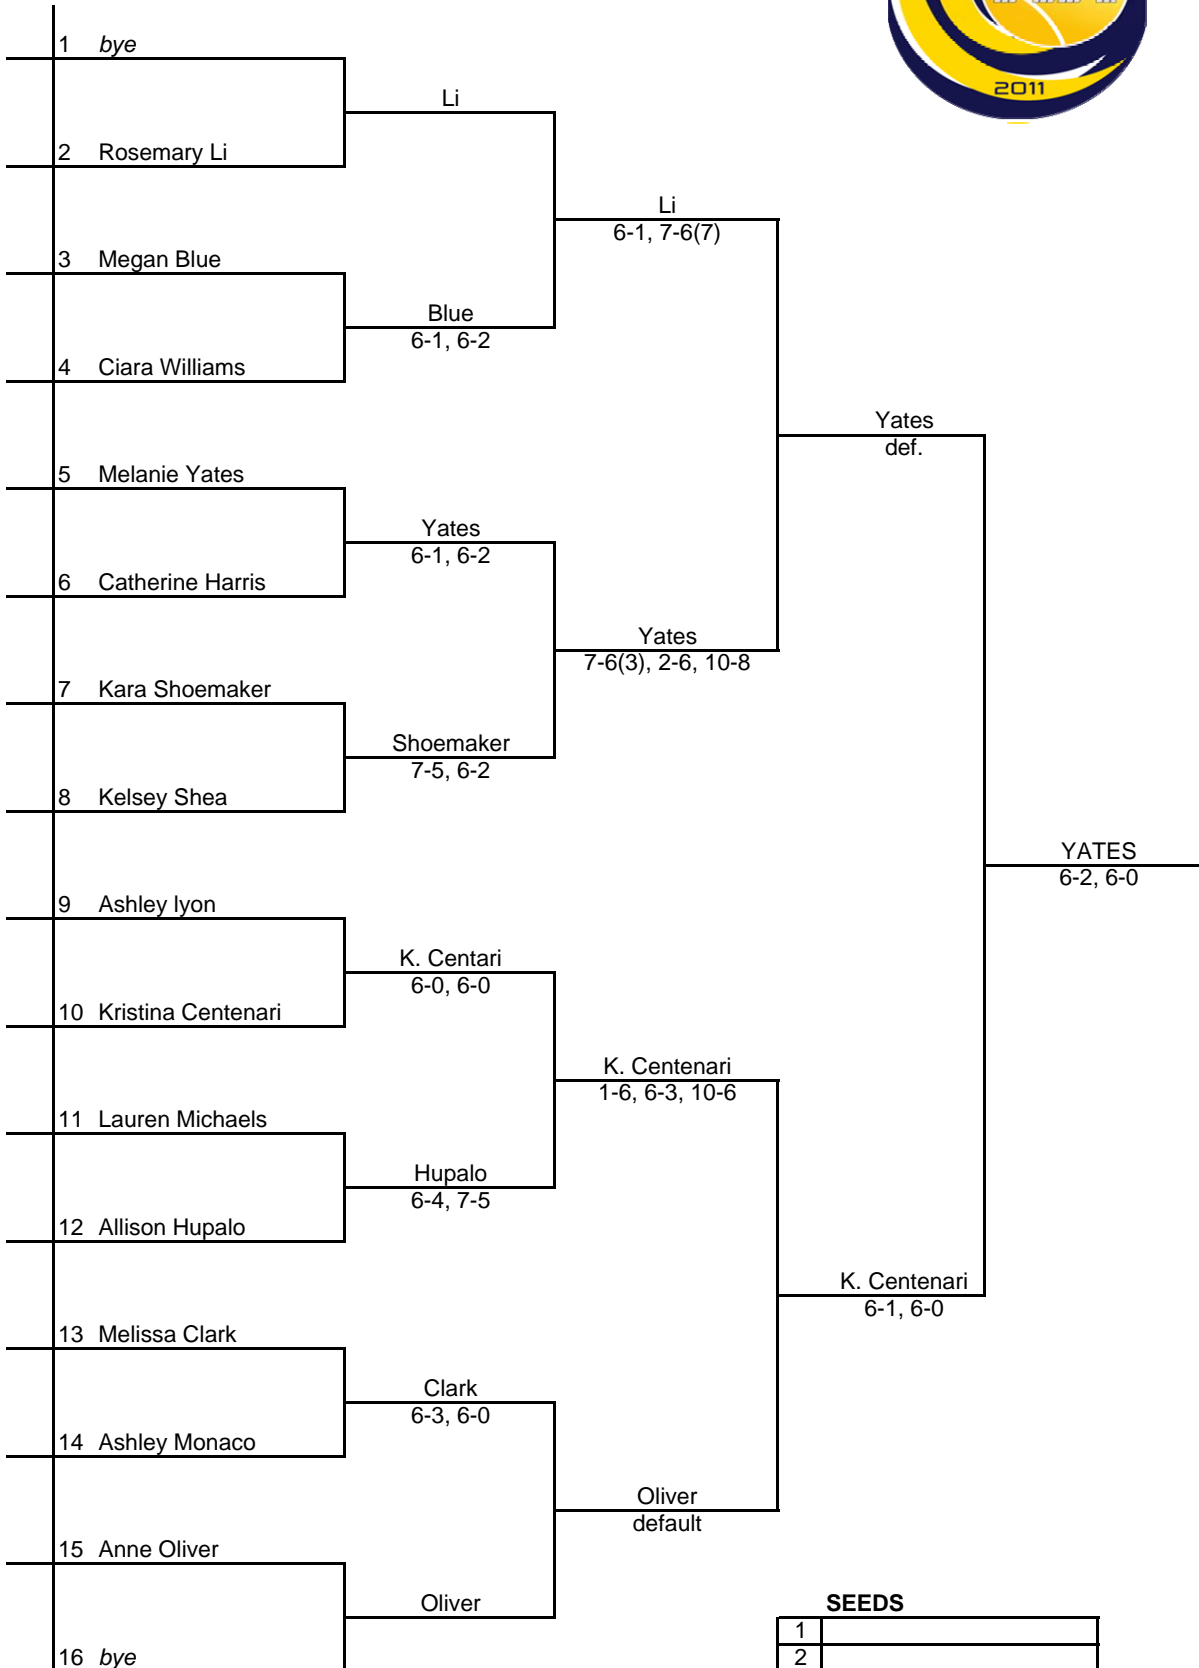 2011
1 bye
Li
2 Rosemary Li
Li
6-1, 7-6(7)
3 Megan Blue
Blue
6-1, 6-2
4 Ciara Williams
Yates
def.
5 Melanie Yates
Yates
6-1, 6-2
6 Catherine Harris
Yates
7-6(3), 2-6, 10-8
7 Kara Shoemaker
Shoemaker
7-5, 6-2
8 Kelsey Shea
YATES
6-2, 6-0
9 Ashley lyon
K. Centari
6-0, 6-0
10 Kristina Centenari
K. Centenari
1-6, 6-3, 10-6
11 Lauren Michaels
Hupalo
6-4, 7-5
12 Allison Hupalo
K. Centenari
6-1, 6-0
13 Melissa Clark
Clark
6-3, 6-0
14 Ashley Monaco
Oliver
default
15 Anne Oliver
Oliver
SEEDS
1
16 bye
2